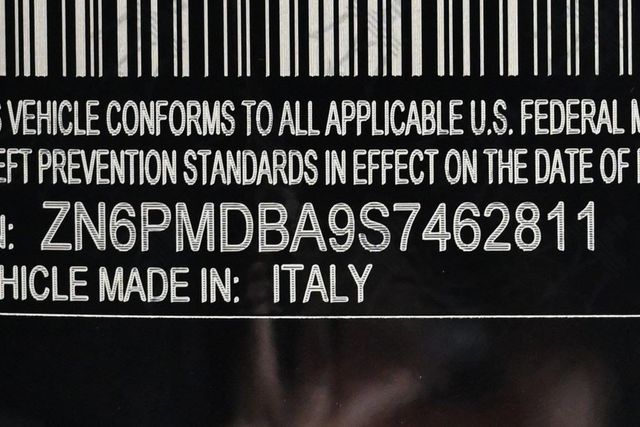 VEHICLE CONFORMS TO ALL APPLICABLE U.S. FEDERAL M
EFT PREVENTION STANDARDS IN EFFECT ON THE DATE OF
N: ZN6PMDBA9S7462811
HICLE MADE IN: ITALY